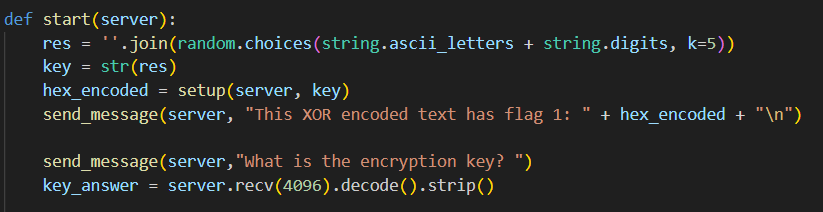 def start(server):
    res = ''.join(random.choices(string.ascii_letters + string.digits, k=5))
    key = str(res)
    hex_encoded = setup(server, key)
    send_message(server, "This XOR encoded text has flag 1: " + hex_encoded + "\n")
    send_message(server,"What is the encryption key? ")
    key_answer = server.recv(4096).decode().strip()